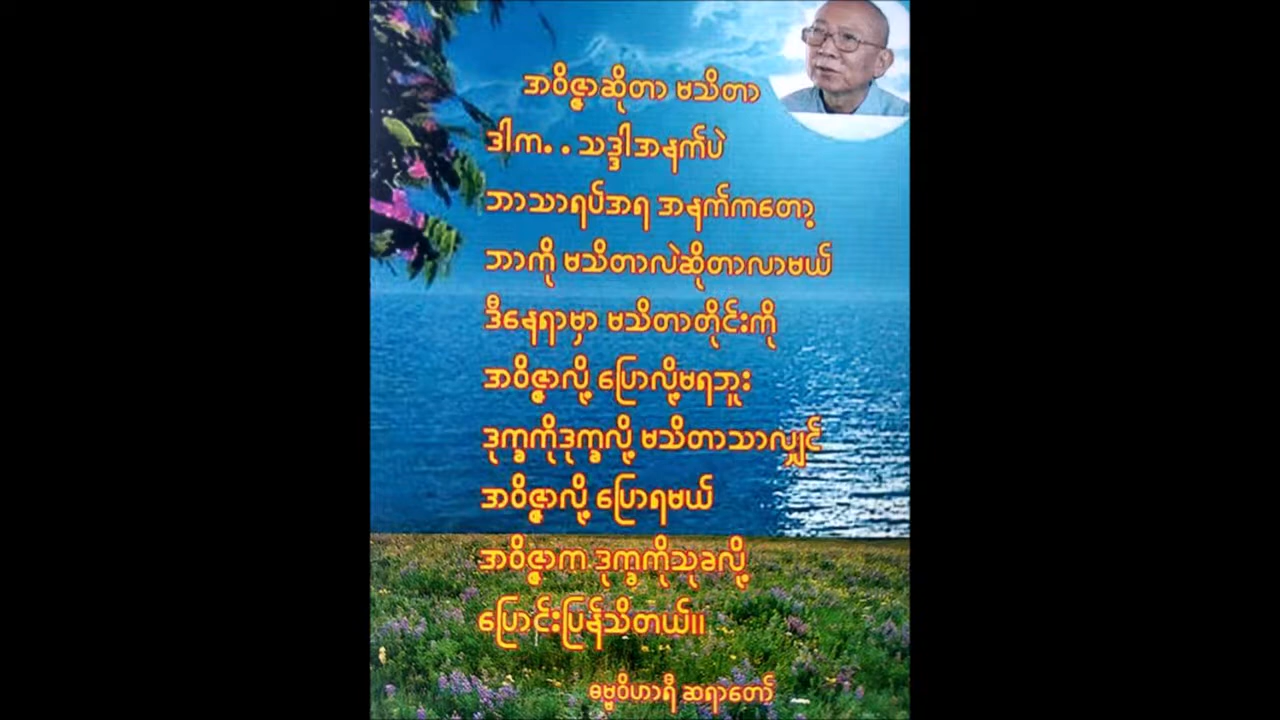 အဝိဇ္ဇာဆိုတာ မသိတာ
ဒါက. . သဒ္ဒါအနက်ပဲ
ဘာသာရပ်အရ အနက်ကတော့
ဘာကို မသိတာလဲဆိုတာလာမယ်
ဒီနေရာမှာ မသိတာတိုင်းကို
အဝိဇ္ဇာလို့ ပြောလို့မရဘူး
ဒုက္ခကိုဒုက္ခလို့ မသိတာသာလျှင်
အဝိဇ္ဇာလို့ ပြောရမယ်
အဝိဇ္ဇာက ဒုက္ခကိုသုခလို့
ပြောင်းပြန်သိတယ်။
ဓမ္မဝိဟာရီ ဆရာတော်